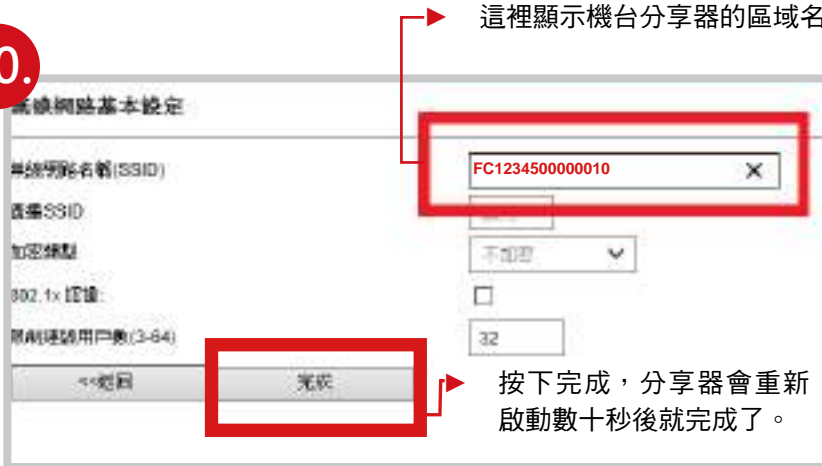 這裡顯示機台分享器的區域名
0.
無線網路基本設定
無線網路名稱(SSID)
FC1234500000010
廣播SSID
加密類型
不加密
802.1x 認證:
限制連線用戶數(3-64)
32
<<返回
完成
按下完成，分享器會重新
啟動數十秒後就完成了。